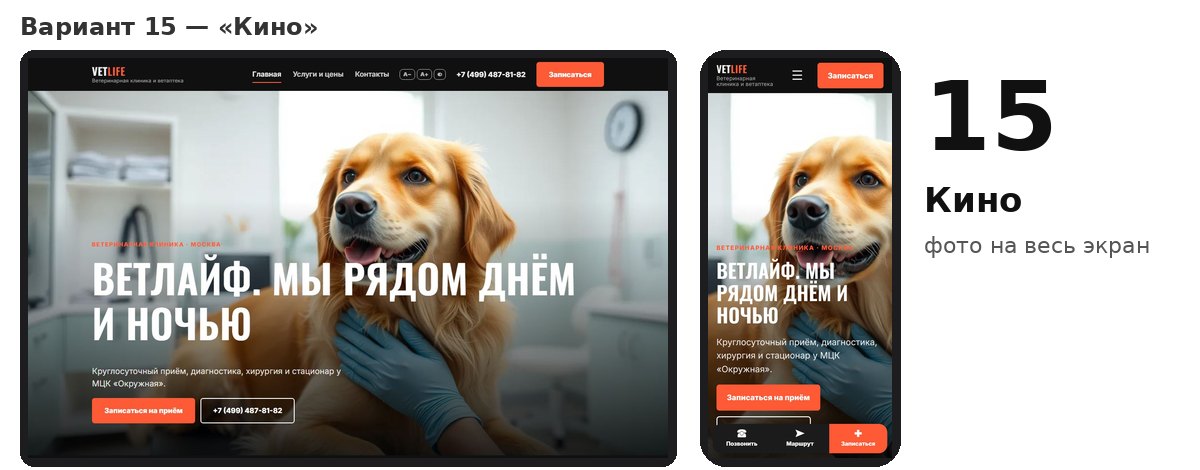 Вариант 15 — «Кино»
VETLIFE
Ветеринарная клиника и ветаптека
Главная Услуги и цены Контакты A− A+ 👁 +7 (499) 487-81-82 Записаться
ВЕТЕРИНАРНАЯ КЛИНИКА · МОСКВА
ВЕТЛАЙФ. МЫ РЯДОМ ДНЁМ
И НОЧЬЮ
Круглосуточный приём, диагностика, хирургия и стационар у
МЦК «Окружная».
Записаться на приём +7 (499) 487-81-82
VETLIFE
Ветеринарная
клиника и ветаптека
☰ Записаться
ВЕТЕРИНАРНАЯ КЛИНИКА · МОСКВА
ВЕТЛАЙФ. МЫ
РЯДОМ ДНЁМ И
НОЧЬЮ
Круглосуточный приём, диагностика,
хирургия и стационар у МЦК
«Окружная».
Записаться на приём
Позвонить Маршрут Записаться
15
Кино
фото на весь экран